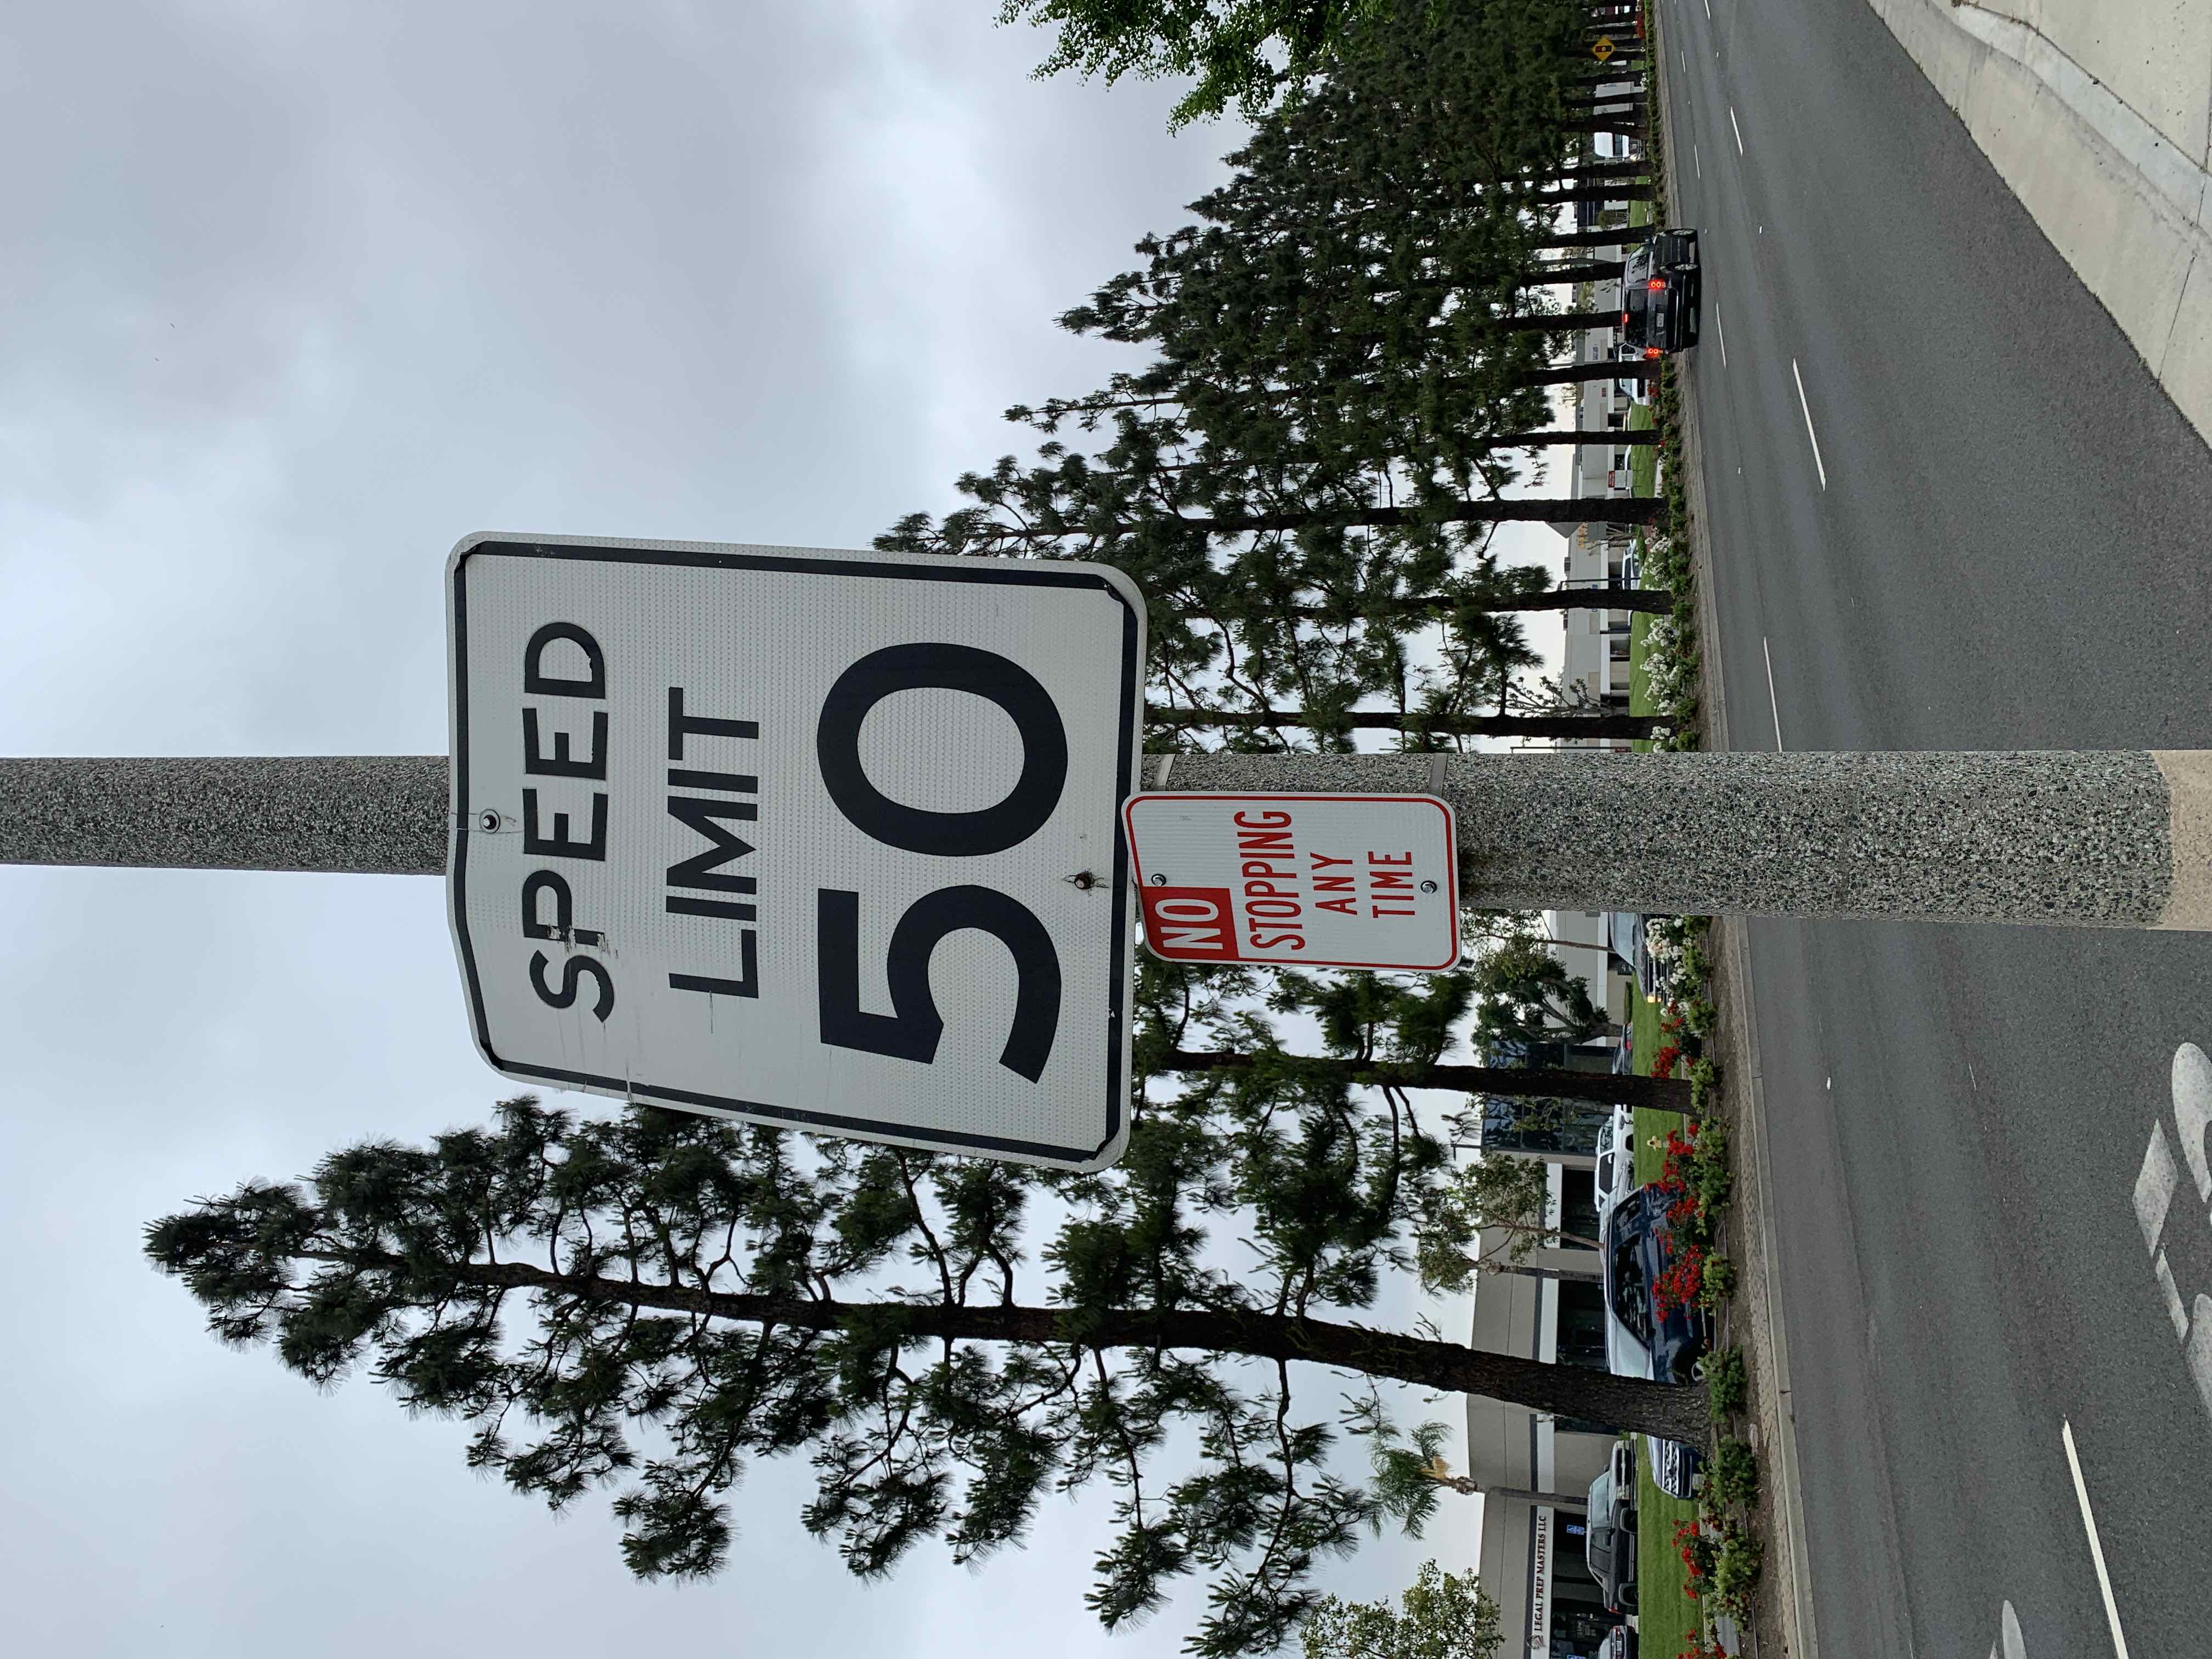 SPEED
LIMIT
50
NO
STOPPING
ANY
TIME
LEGAL PREP MASTERS LLC